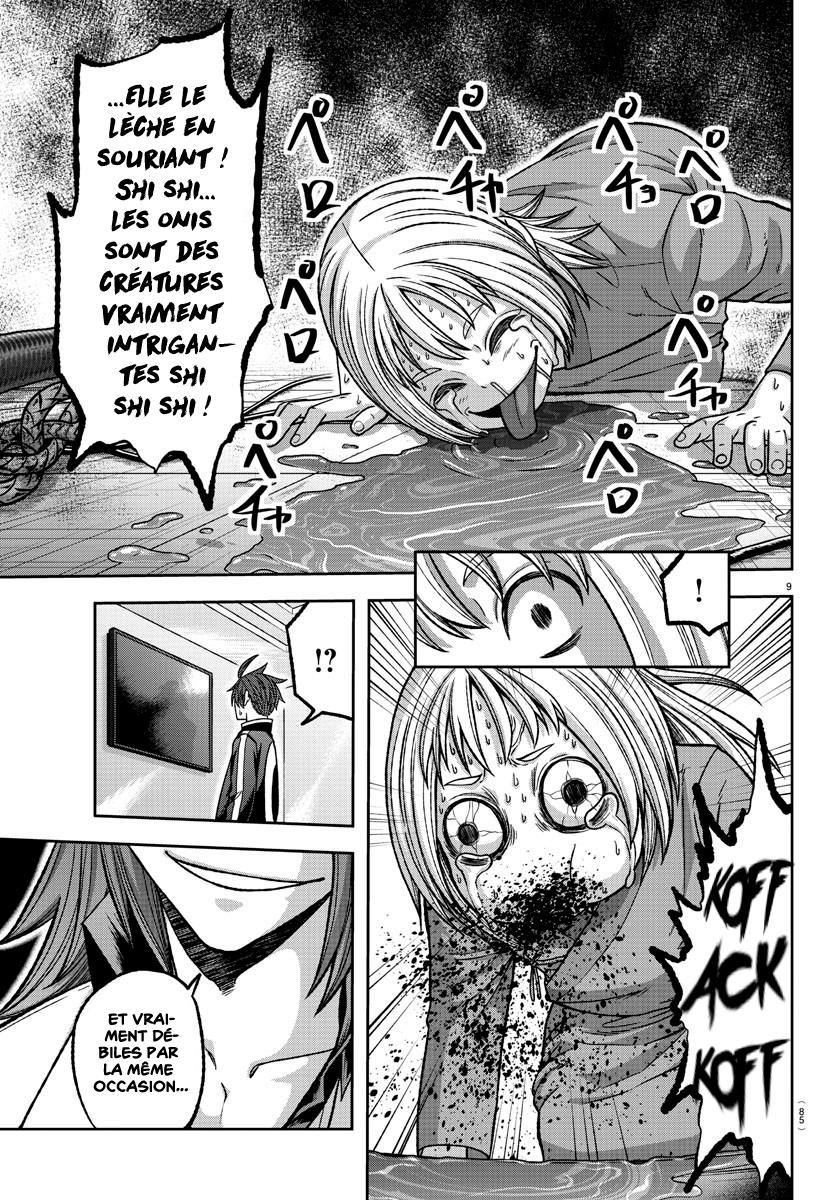 ...ELLE LE
LÈCHE EN
SOURIANT !
SHI SHI...
LES ONIS
SONT DES
CRÉATURES
VRAIMENT
INTRIGAN-
TES SHI
SHI SHI !
ペロ
ペチャ
ペチョ
ペロ
ペロ
ペチャ
ペチャ
ペロ
!
9
!?
KOFF
ACK
KOFF
ET VRAI-
MENT DÉ-
BILES PAR
LA MÊME
OCCASION...
(85)